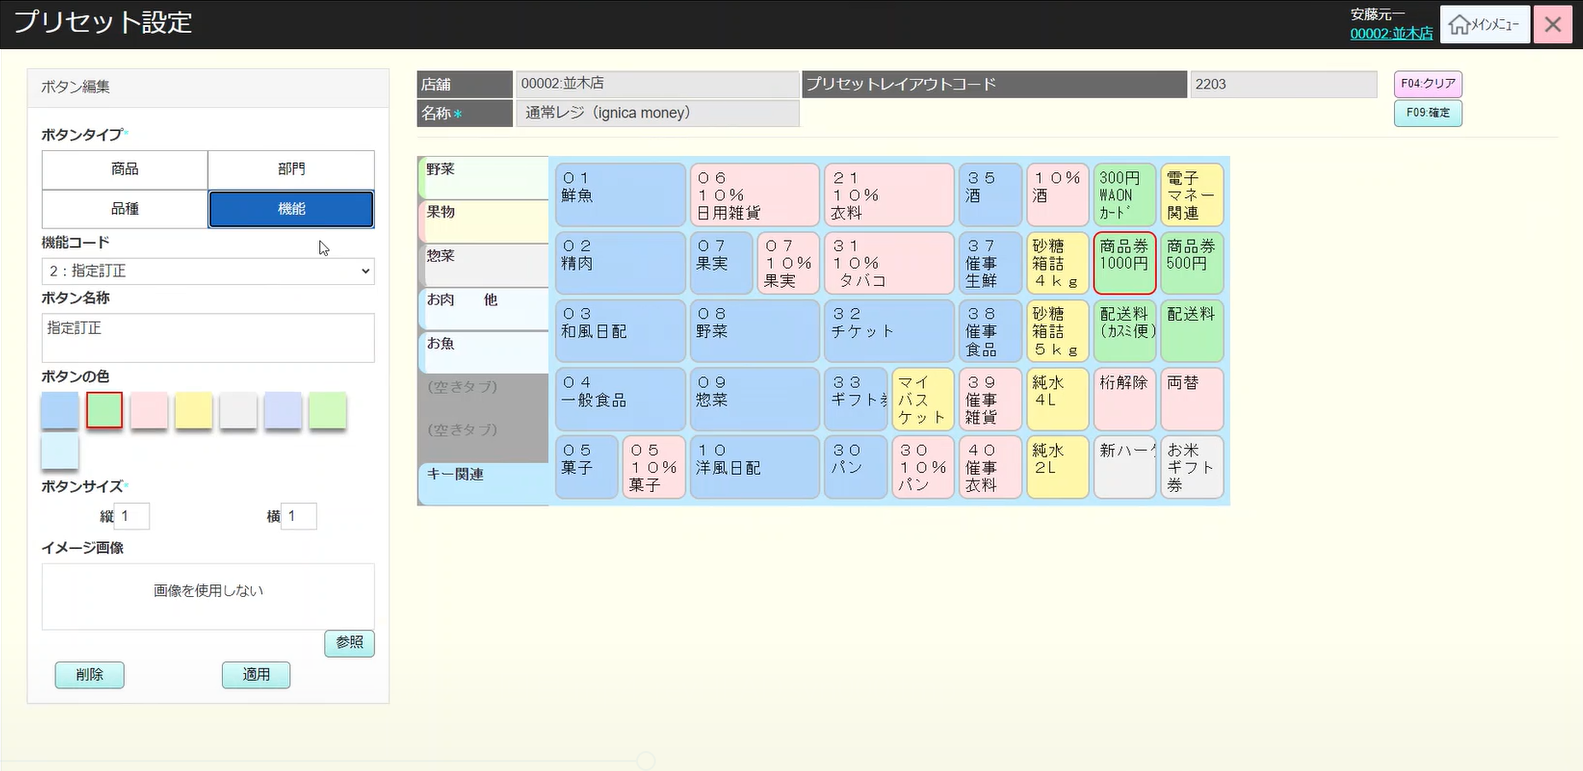 プリセット設定
安藤元一
00002:並木店
メインメニュー
ボタン編集
ボタンタイプ*
商品
部門
品種
機能
機能コード
2：指定訂正
ボタン名称
指定訂正
ボタンの色
ボタンサイズ*
縦 1
横 1
イメージ画像
画像を使用しない
参照
削除
適用
店舗
00002:並木店
プリセットレイアウトコード
2203
名称*
通常レジ（ignica money）
F04:クリア
F09:確定
野菜
果物
惣菜
お肉　他
お魚
(空きタブ)
(空きタブ)
キー関連
０１
鮮魚
０６
１０％
日用雑貨
２１
１０％
衣料
３５
酒
１０％
酒
300円
WAON
ｶｰﾄﾞ
電子
マネー
関連
０２
精肉
０７
果実
０７
１０％
果実
３１
１０％
タバコ
３７
催事
生鮮
砂糖
箱詰
４ｋｇ
商品券
1000円
商品券
500円
０３
和風日配
０８
野菜
３２
チケット
３８
催事
食品
砂糖
箱詰
５ｋｇ
配送料
(ｶｽﾐ便)
配送料
０４
一般食品
０９
惣菜
３３
ギフト券
マイ
バス
ケット
３９
催事
雑貨
純水
4L
桁解除
両替
０５
菓子
０５
１０％
菓子
１０
洋風日配
３０
パン
３０
１０％
パン
４０
催事
衣料
純水
2L
新ハー
お米
ギフト
券